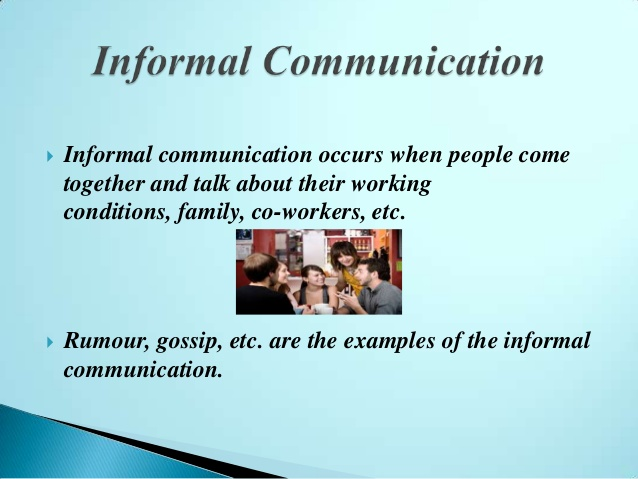 Informal Communication
Informal communication occurs when people come
together and talk about their working
conditions, family, co-workers, etc.
Rumour, gossip, etc. are the examples of the informal
communication.